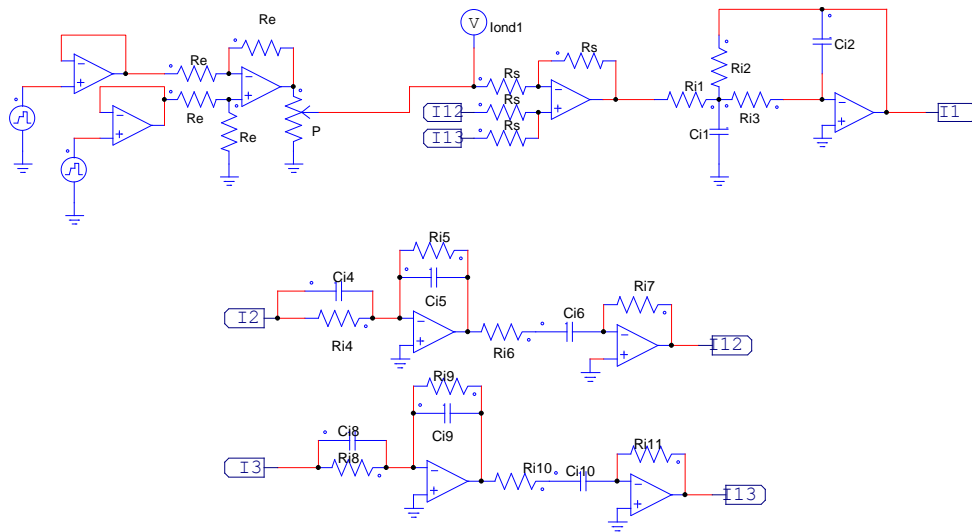 Re
V
Iond1
Re
Re
Re
P
Rs
Rs
Rs
Rs
I12
I13
Ri1
Ri2
Ri3
Ci1
Ci2
I1
Ri5
Ci4
Ci5
I2
Ri4
Ri6
Ci6
Ri7
I12
Ri9
Ci8
Ci9
I3
Ri8
Ri10
Ci10
Ri11
I13